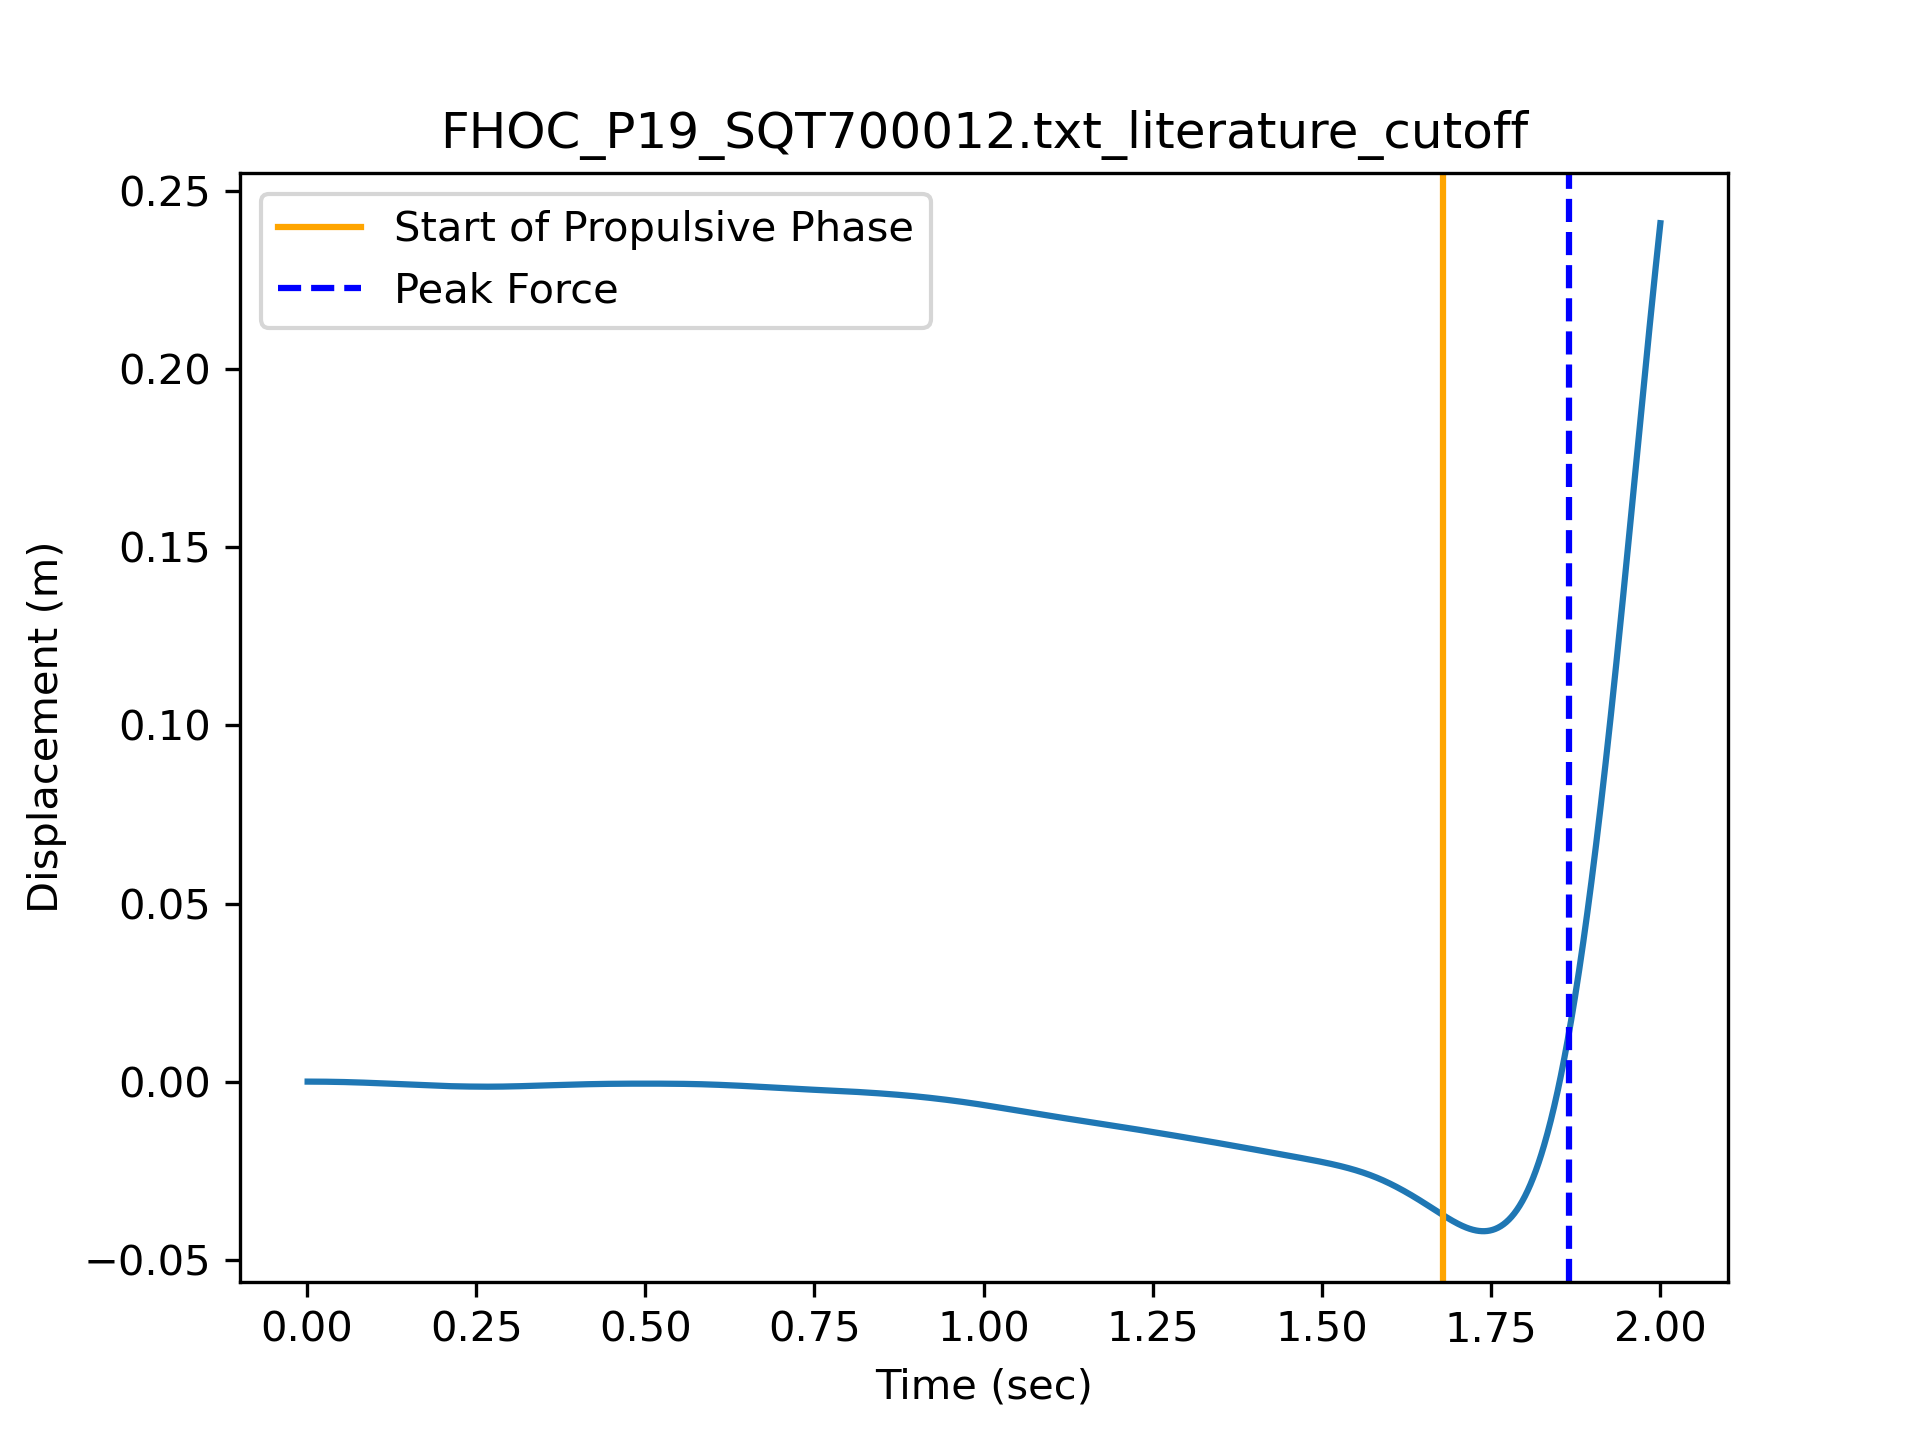 FHOC_P19_SQT700012.txt_literature_cutoff
Start of Propulsive Phase
Peak Force
Displacement (m)
0.25
0.20
0.15
0.10
0.05
0.00
−0.05
0.00 0.25 0.50 0.75 1.00 1.25 1.50 1.75 2.00
Time (sec)